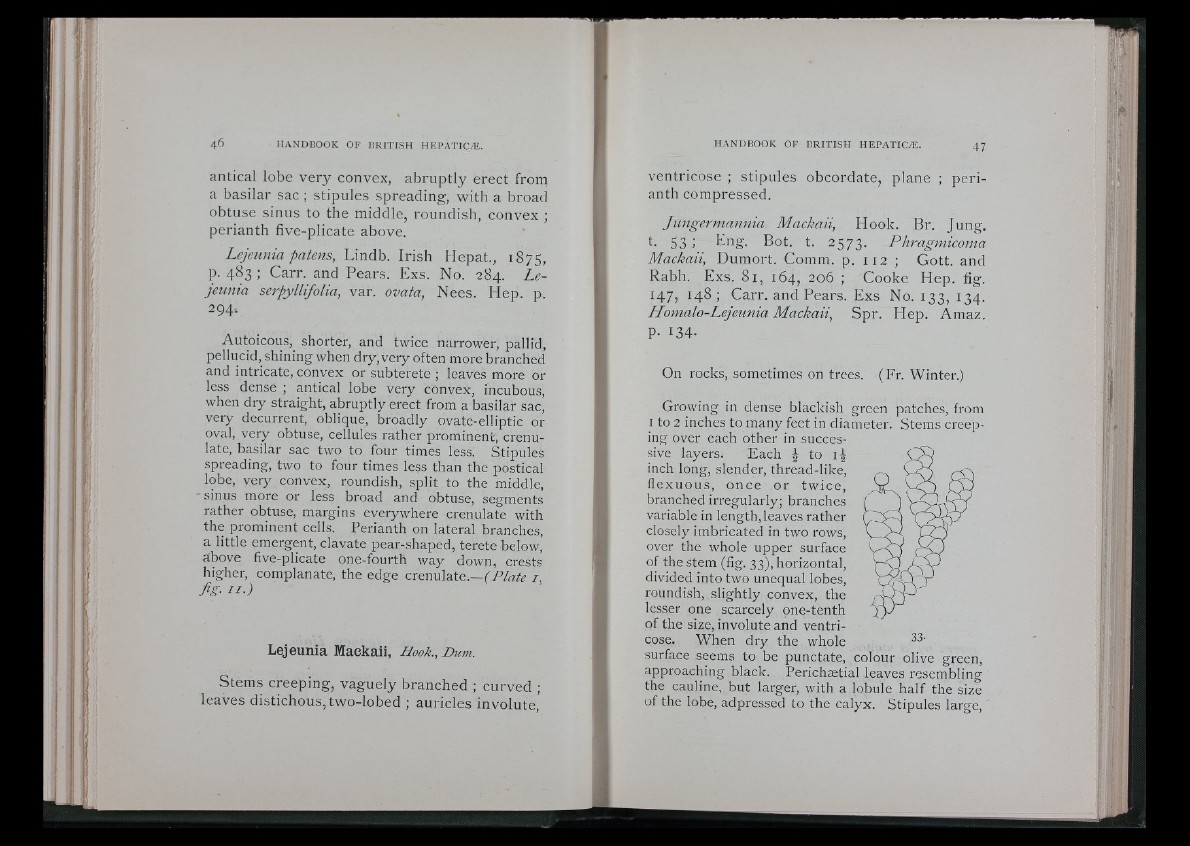 46 HANDBOOK OF BRITISH HEPATICÆ.
antical lobe very convex, abruptly erect from
a basilar sac ; stipules spreading, with a broad
obtuse sinus to the middle, roundish, convex ;
perianth five-plicate above.
Lejeunia patens, Lindb. Irish Hepat., 1875,
p. 483 ; Carr. and Pears. Exs. No. 284. Le-
jeunia serpyllifolia, var. ovata, Nees. Hep. p.
294.
Autoicous, shorter, and twice narrower, pallid,
pellucid, shining when dry, very often more branched
and intricate, convex or subterete ; leaves more or
less dense ; antical lobe very convex, incubous,
when dry straight, abruptly erect from a basilar sac,
very decurrent, oblique, broadly ovate-elliptic or
oval, very obtuse, cellules rather prominent, crenu-
late, basilar sac two to four times less. Stipules
spreading, two to four times less than the postical
lobe, very convex, roundish, split to the middle,
sinus more or less broad and obtuse, segments
rather obtuse, margins everywhere crenulate with
the prominent cells. Perianth on lateral branches,
a little emergent, clavate pear-shaped, terete below,
above five-plicate one-fourth way down, crests
higher, complanate, the edge crenulate.—(Plate 1,
fig. 11.)
Lejeunia Mackaii, Hook., Dum.
Stems creeping, vaguely branched ; curved ;
leaves distichous, two-lobed ; auricles involute,
HANDBOOK OF BRITISH HEPATICÆ. 47
ventricose ; stipules obcordate, plane ; peri-
anth compressed.
Jungermannia Mackaii, Hook. Br. Jung.
t. 53 ; Eng. Bot. t. 2573. Phragmicoma
Mackaii, Dumort. Comm. p. 112 ; Gott. and
Rabh. Exs. 81, 164, 206 ; Cooke Hep. fig.
147, 148 ; Carr. and Pears. Exs No. 133, 134.
Homalo-Lejeunia Mackaii, Spr. Hep. Amaz.
p. 134.
On rocks, sometimes on trees. (Fr. Winter.)
Growing in dense blackish green patches, from
1 to 2 inches to many feet in diameter. Stems creep-
ing over each other in succes-
sive layers. Each ½ to 1½
inch long, slender, thread-like,
flexuous, once or twice,
branched irregularly; branches
variable in length, leaves rather
closely imbricated in two rows,
over the whole upper surface
of the stem (fig. 33), horizontal,
divided into two unequal lobes,
roundish, slightly convex, the
lesser one scarcely one-tenth
of the size, involute and ventri-
cose. When dry the whole
33.
surface seems to be punctate, colour olive green,
approaching black. Perichætial leaves resembling
the cauline, but larger, with a lobule half the size
of the lobe, adpressed to the calyx. Stipules large,